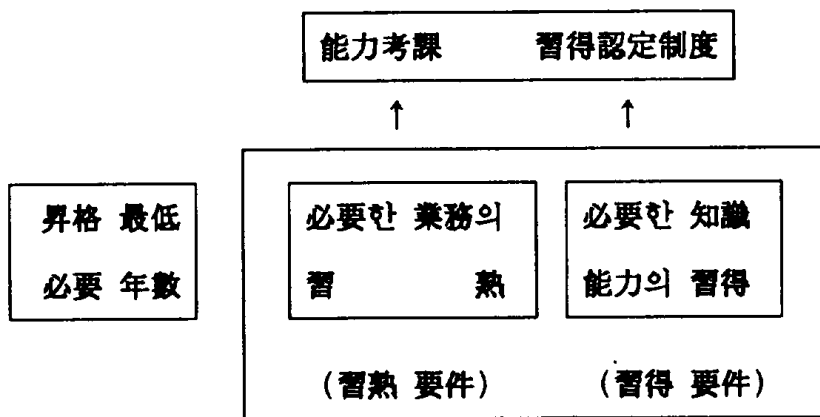 能力考課 習得認定制度
↑ ↑
昇格 最低
必要 年數
必要한 業務의
習 熟
必要한 知識
能力의 習得
(習熟 要件) (習得 要件)